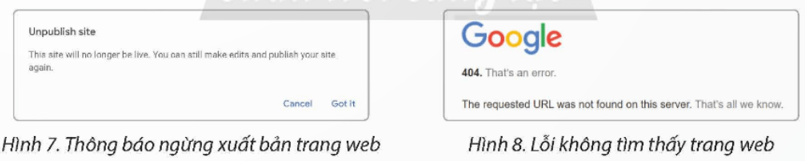 Unpublish site
This site will no longer be live. You can still make edits and publish your site
again.
Cancel Got it
Hình 7. Thông báo ngừng xuất bản trang web
Google
404. That's an error.
The requested URL was not found on this server. That's all we know.
Hình 8. Lỗi không tìm thấy trang web